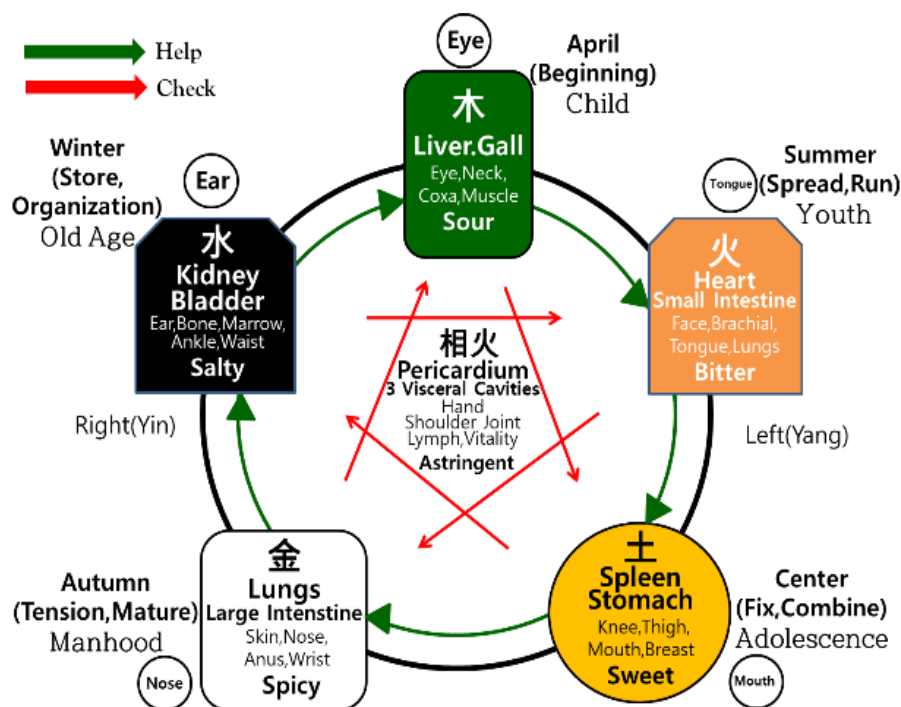 Help
Check
Eye
April
(Beginning)
Child
木
Liver.Gall
Eye,Neck,
Coxa,Muscle
Sour
Winter
(Store,
Organization)
Old Age
Ear
水
Kidney
Bladder
Ear,Bone,Marrow,
Ankle,Waist
Salty
Tongue
Summer
(Spread,Run)
Youth
火
Heart
Small Intestine
Face,Brachial,
Tongue,Lungs
Bitter
相火
Pericardium
3 Visceral Cavities
Hand
Shoulder Joint
Lymph,Vitality
Astringent
Right(Yin)
Left(Yang)
金
Lungs
Large Intenstine
Skin,Nose,
Anus,Wrist
Spicy
Autumn
(Tension,Mature)
Manhood
Nose
土
Spleen
Stomach
Knee,Thigh,
Mouth,Breast
Sweet
Center
(Fix,Combine)
Adolescence
Mouth